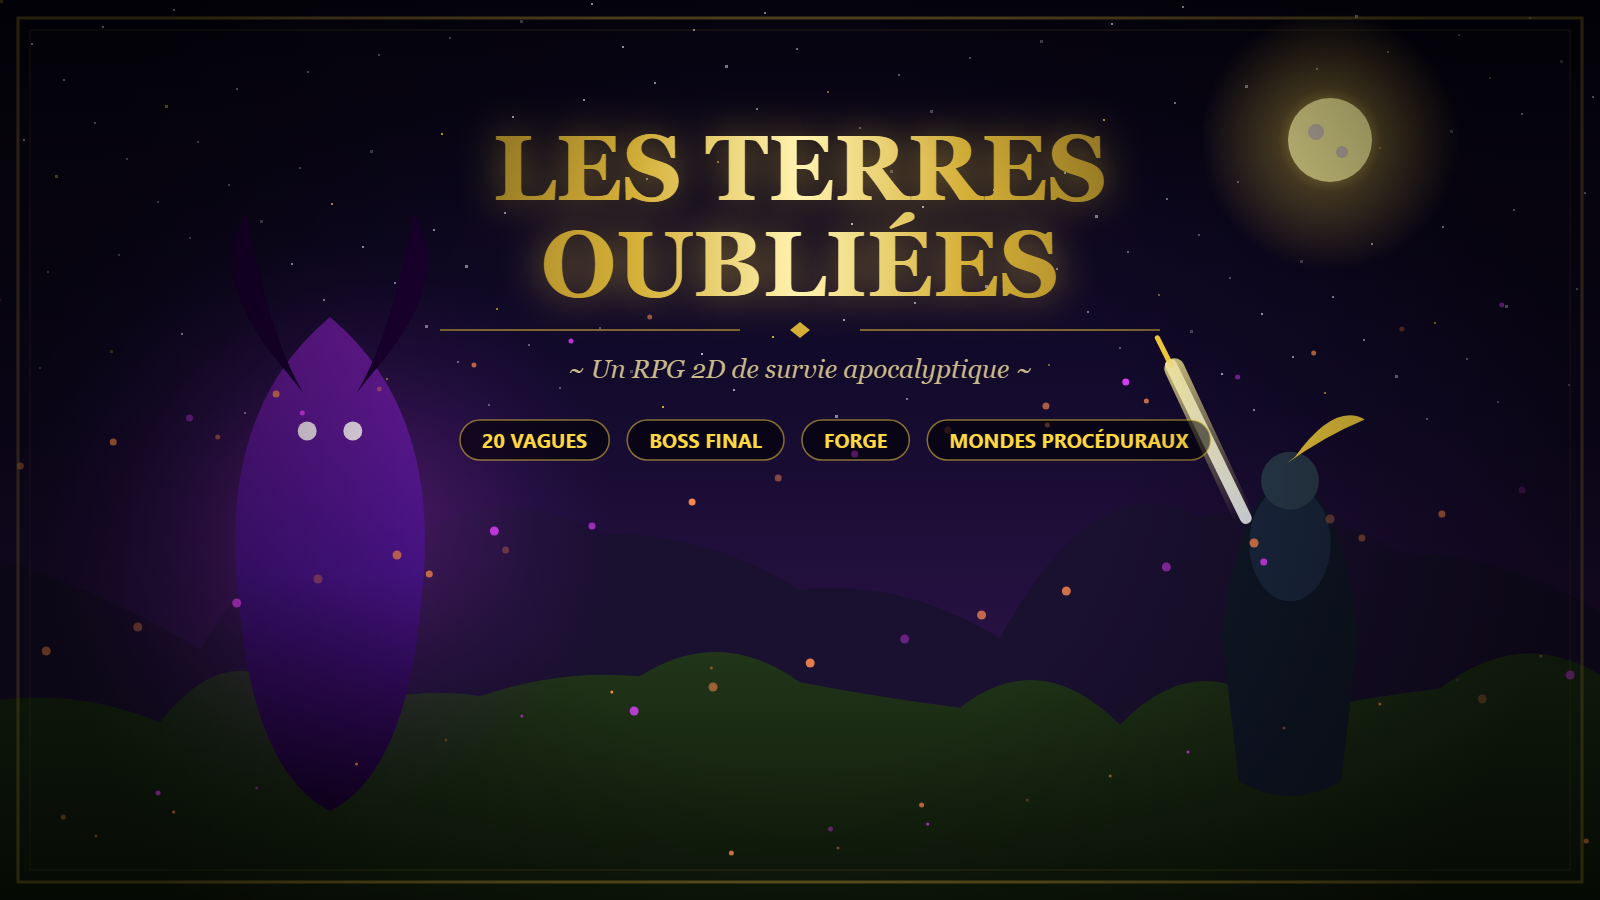 LES TERRES
OUBLIÉES
~ Un RPG 2D de survie apocalyptique ~
20 VAGUES BOSS FINAL FORGE MONDES PROCÉDURAUX